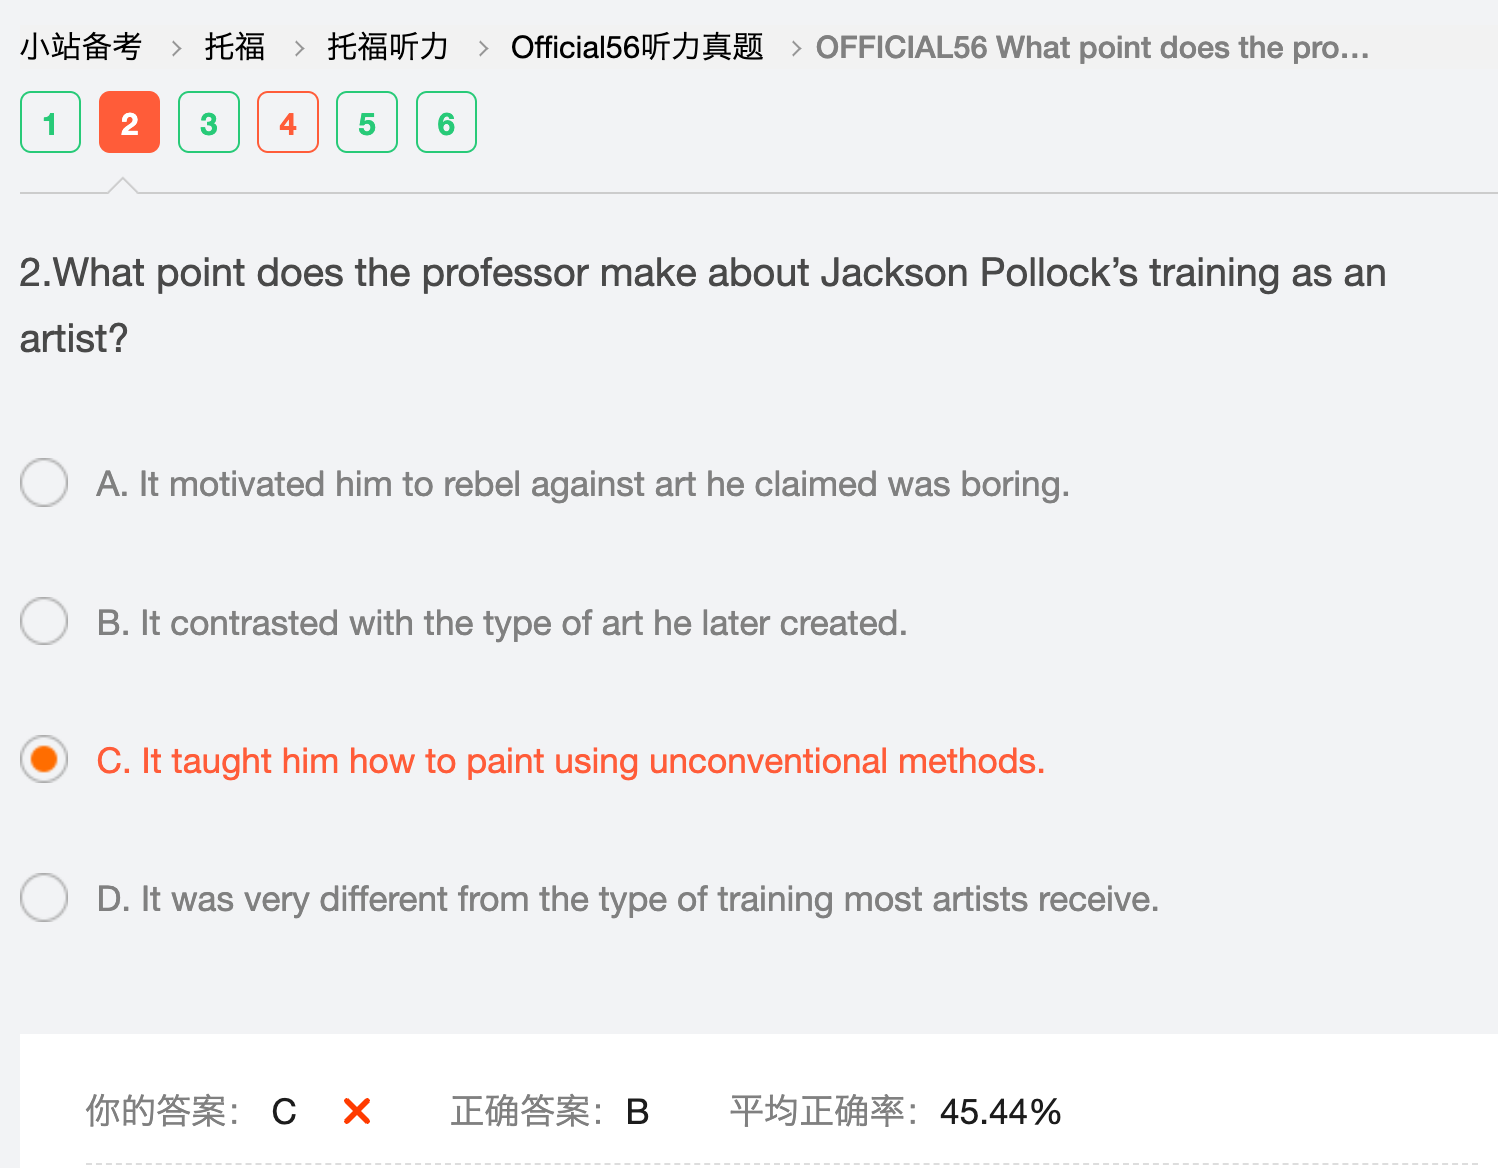 小站备考 > 托福 > 托福听力 > Official56听力真题 > OFFICIAL56 What point does the pro...
1 2 3 4 5 6
2.What point does the professor make about Jackson Pollock’s training as an
artist?
A. It motivated him to rebel against art he claimed was boring.
B. It contrasted with the type of art he later created.
C. It taught him how to paint using unconventional methods.
D. It was very different from the type of training most artists receive.
你的答案： C ✕ 正确答案： B 平均正确率： 45.44%